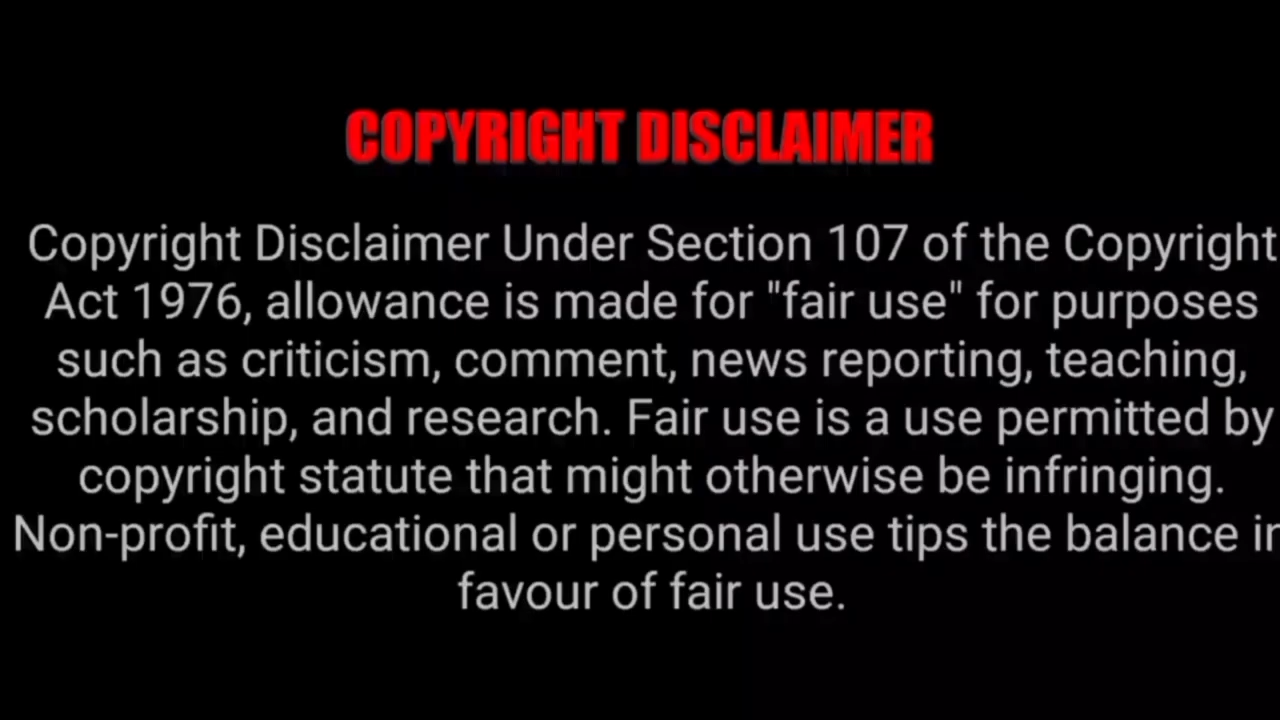 COPYRIGHT DISCLAIMER
Copyright Disclaimer Under Section 107 of the Copyright
Act 1976, allowance is made for "fair use" for purposes
such as criticism, comment, news reporting, teaching,
scholarship, and research. Fair use is a use permitted by
copyright statute that might otherwise be infringing.
Non-profit, educational or personal use tips the balance in
favour of fair use.